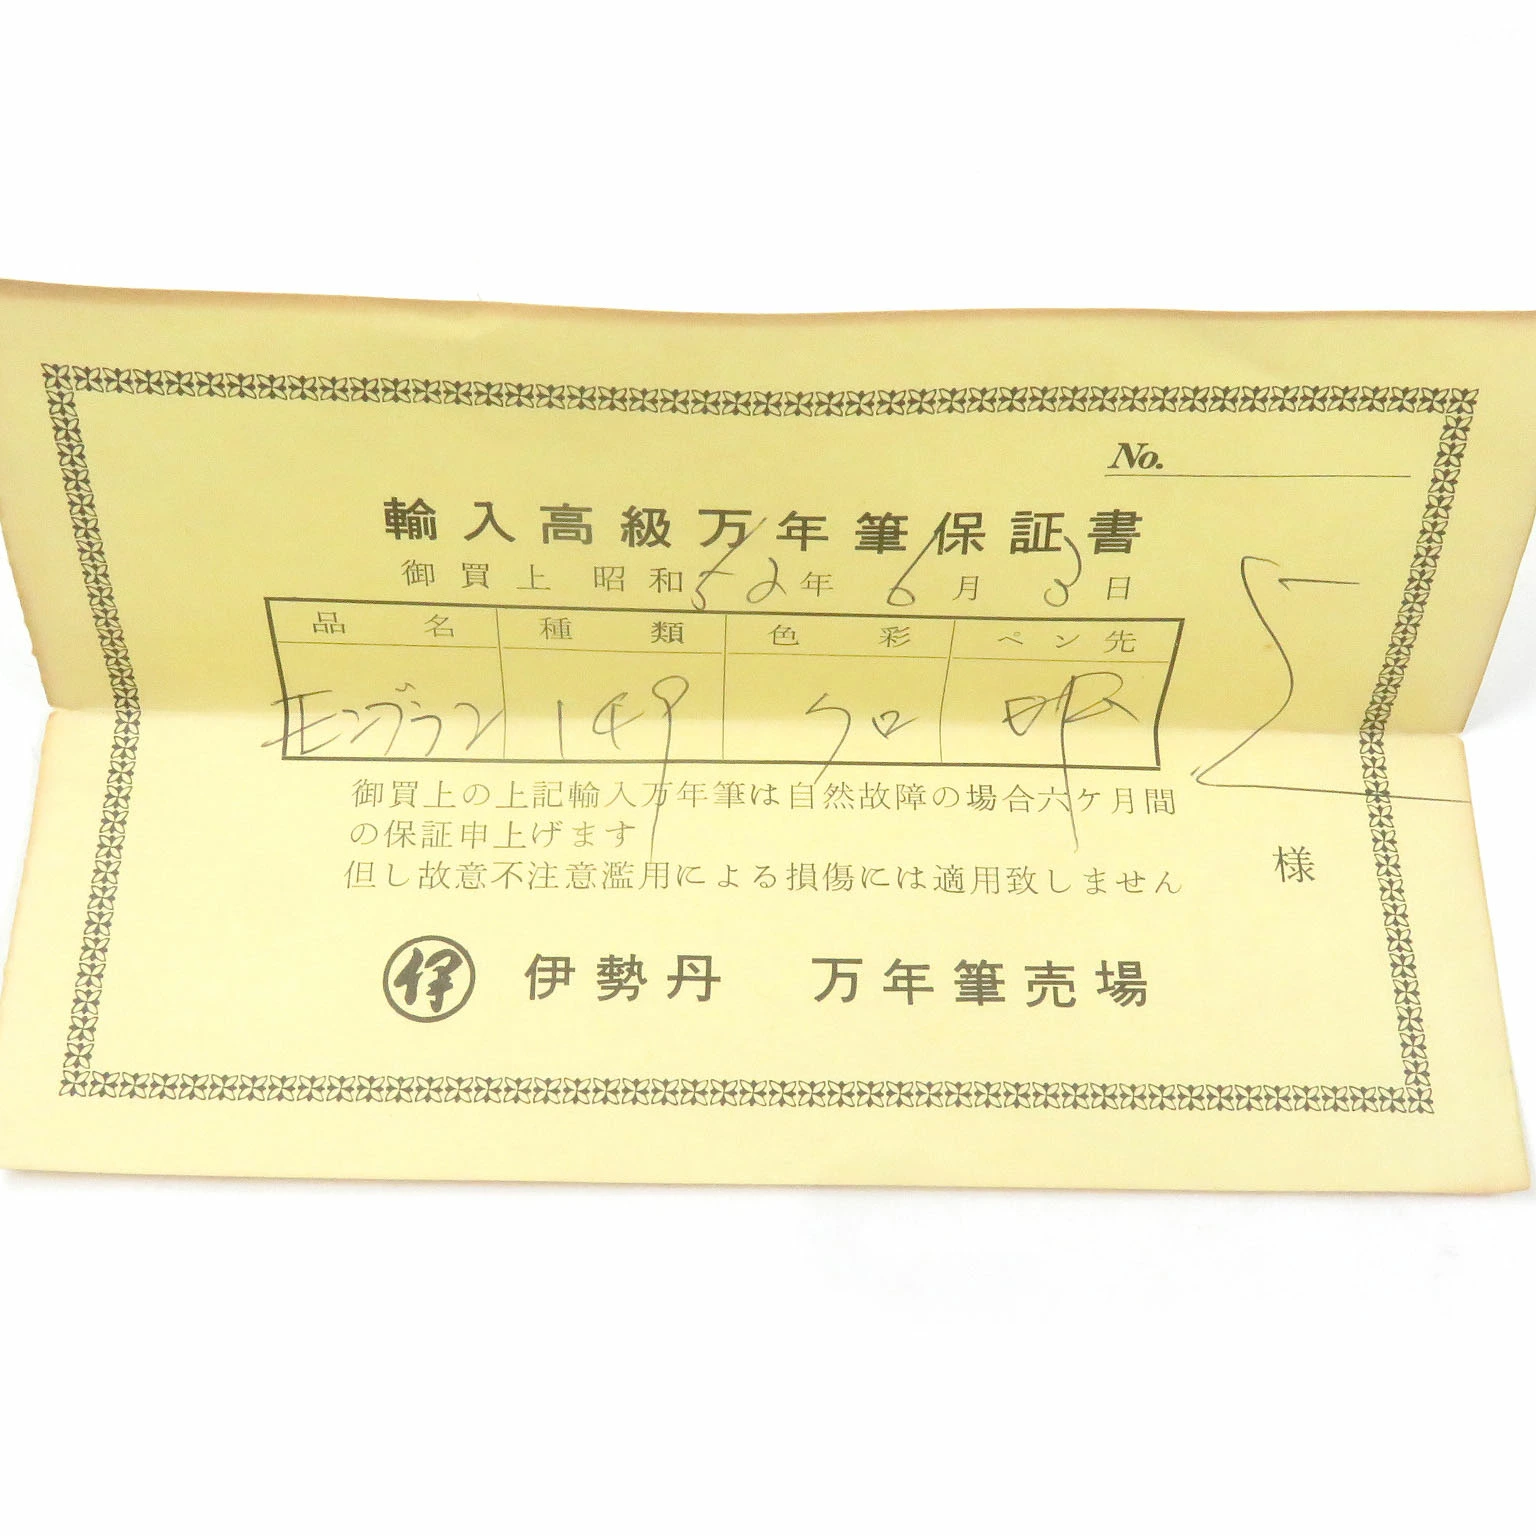 No.
輸入高級万年筆保証書
御買上 昭和52年6月3日
品名 種類 色彩 ペン先
モンブラン 149 クロ 中
御買上の上記輸入万年筆は自然故障の場合六ケ月間
の保証申上げます
但し故意不注意濫用による損傷には適用致しません
様
伊 伊勢丹 万年筆売場